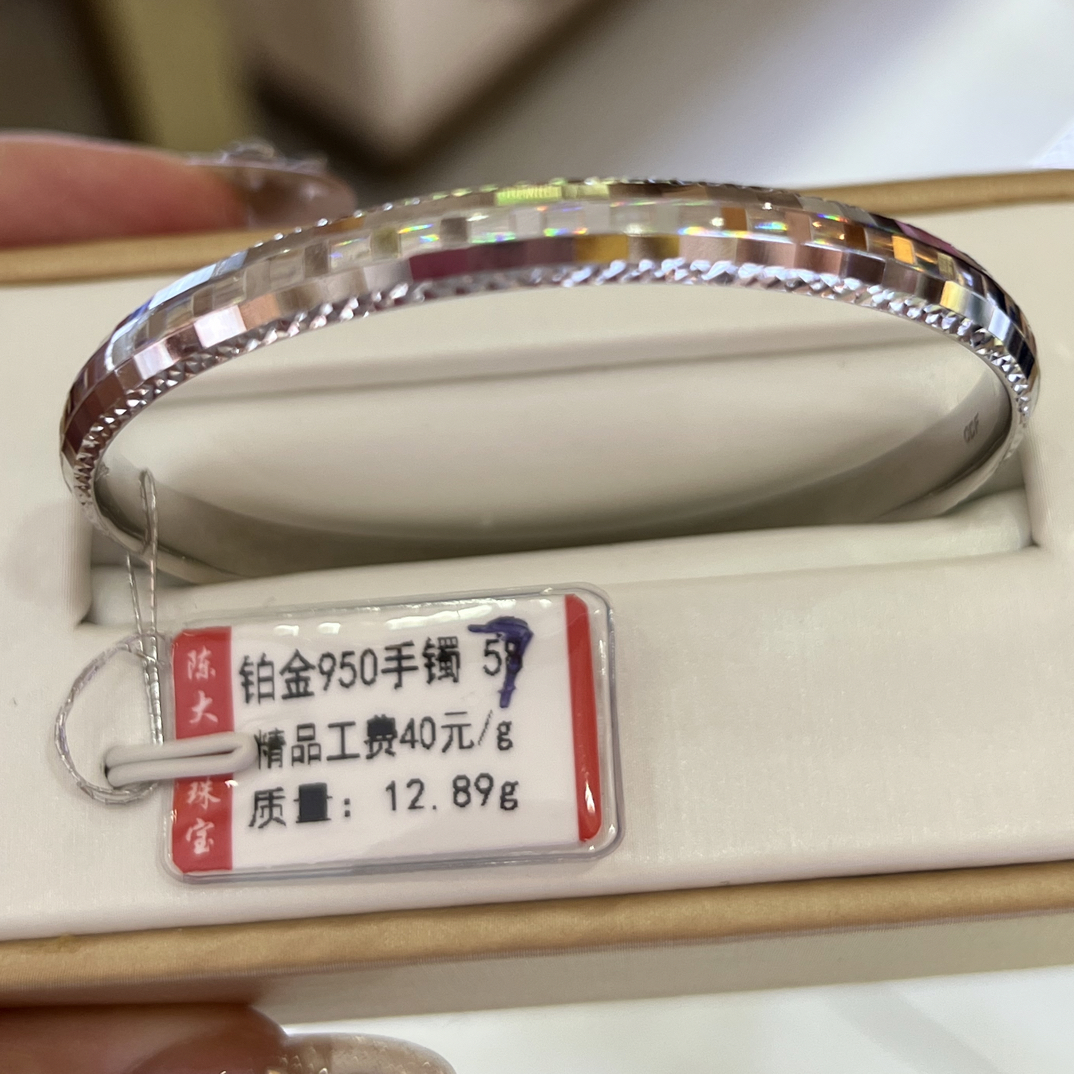 陈大
珠宝
铂金950手镯 57
精品工费40元/g
质量: 12.89g